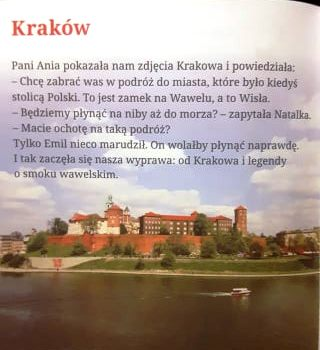 Kraków
Pani Ania pokazała nam zdjęcia Krakowa i powiedziała:
– Chcę zabrać was w podróż do miasta, które było kiedyś
stolicą Polski. To jest zamek na Wawelu, a to Wisła.
– Będziemy płynąć na niby aż do morza? – zapytała Natalka.
– Macie ochotę na taką podróż?
Tylko Emil nieco marudził. On wolałby płynąć naprawdę.
I tak zaczęła się nasza wyprawa: od Krakowa i legendy
o smoku wawelskim.